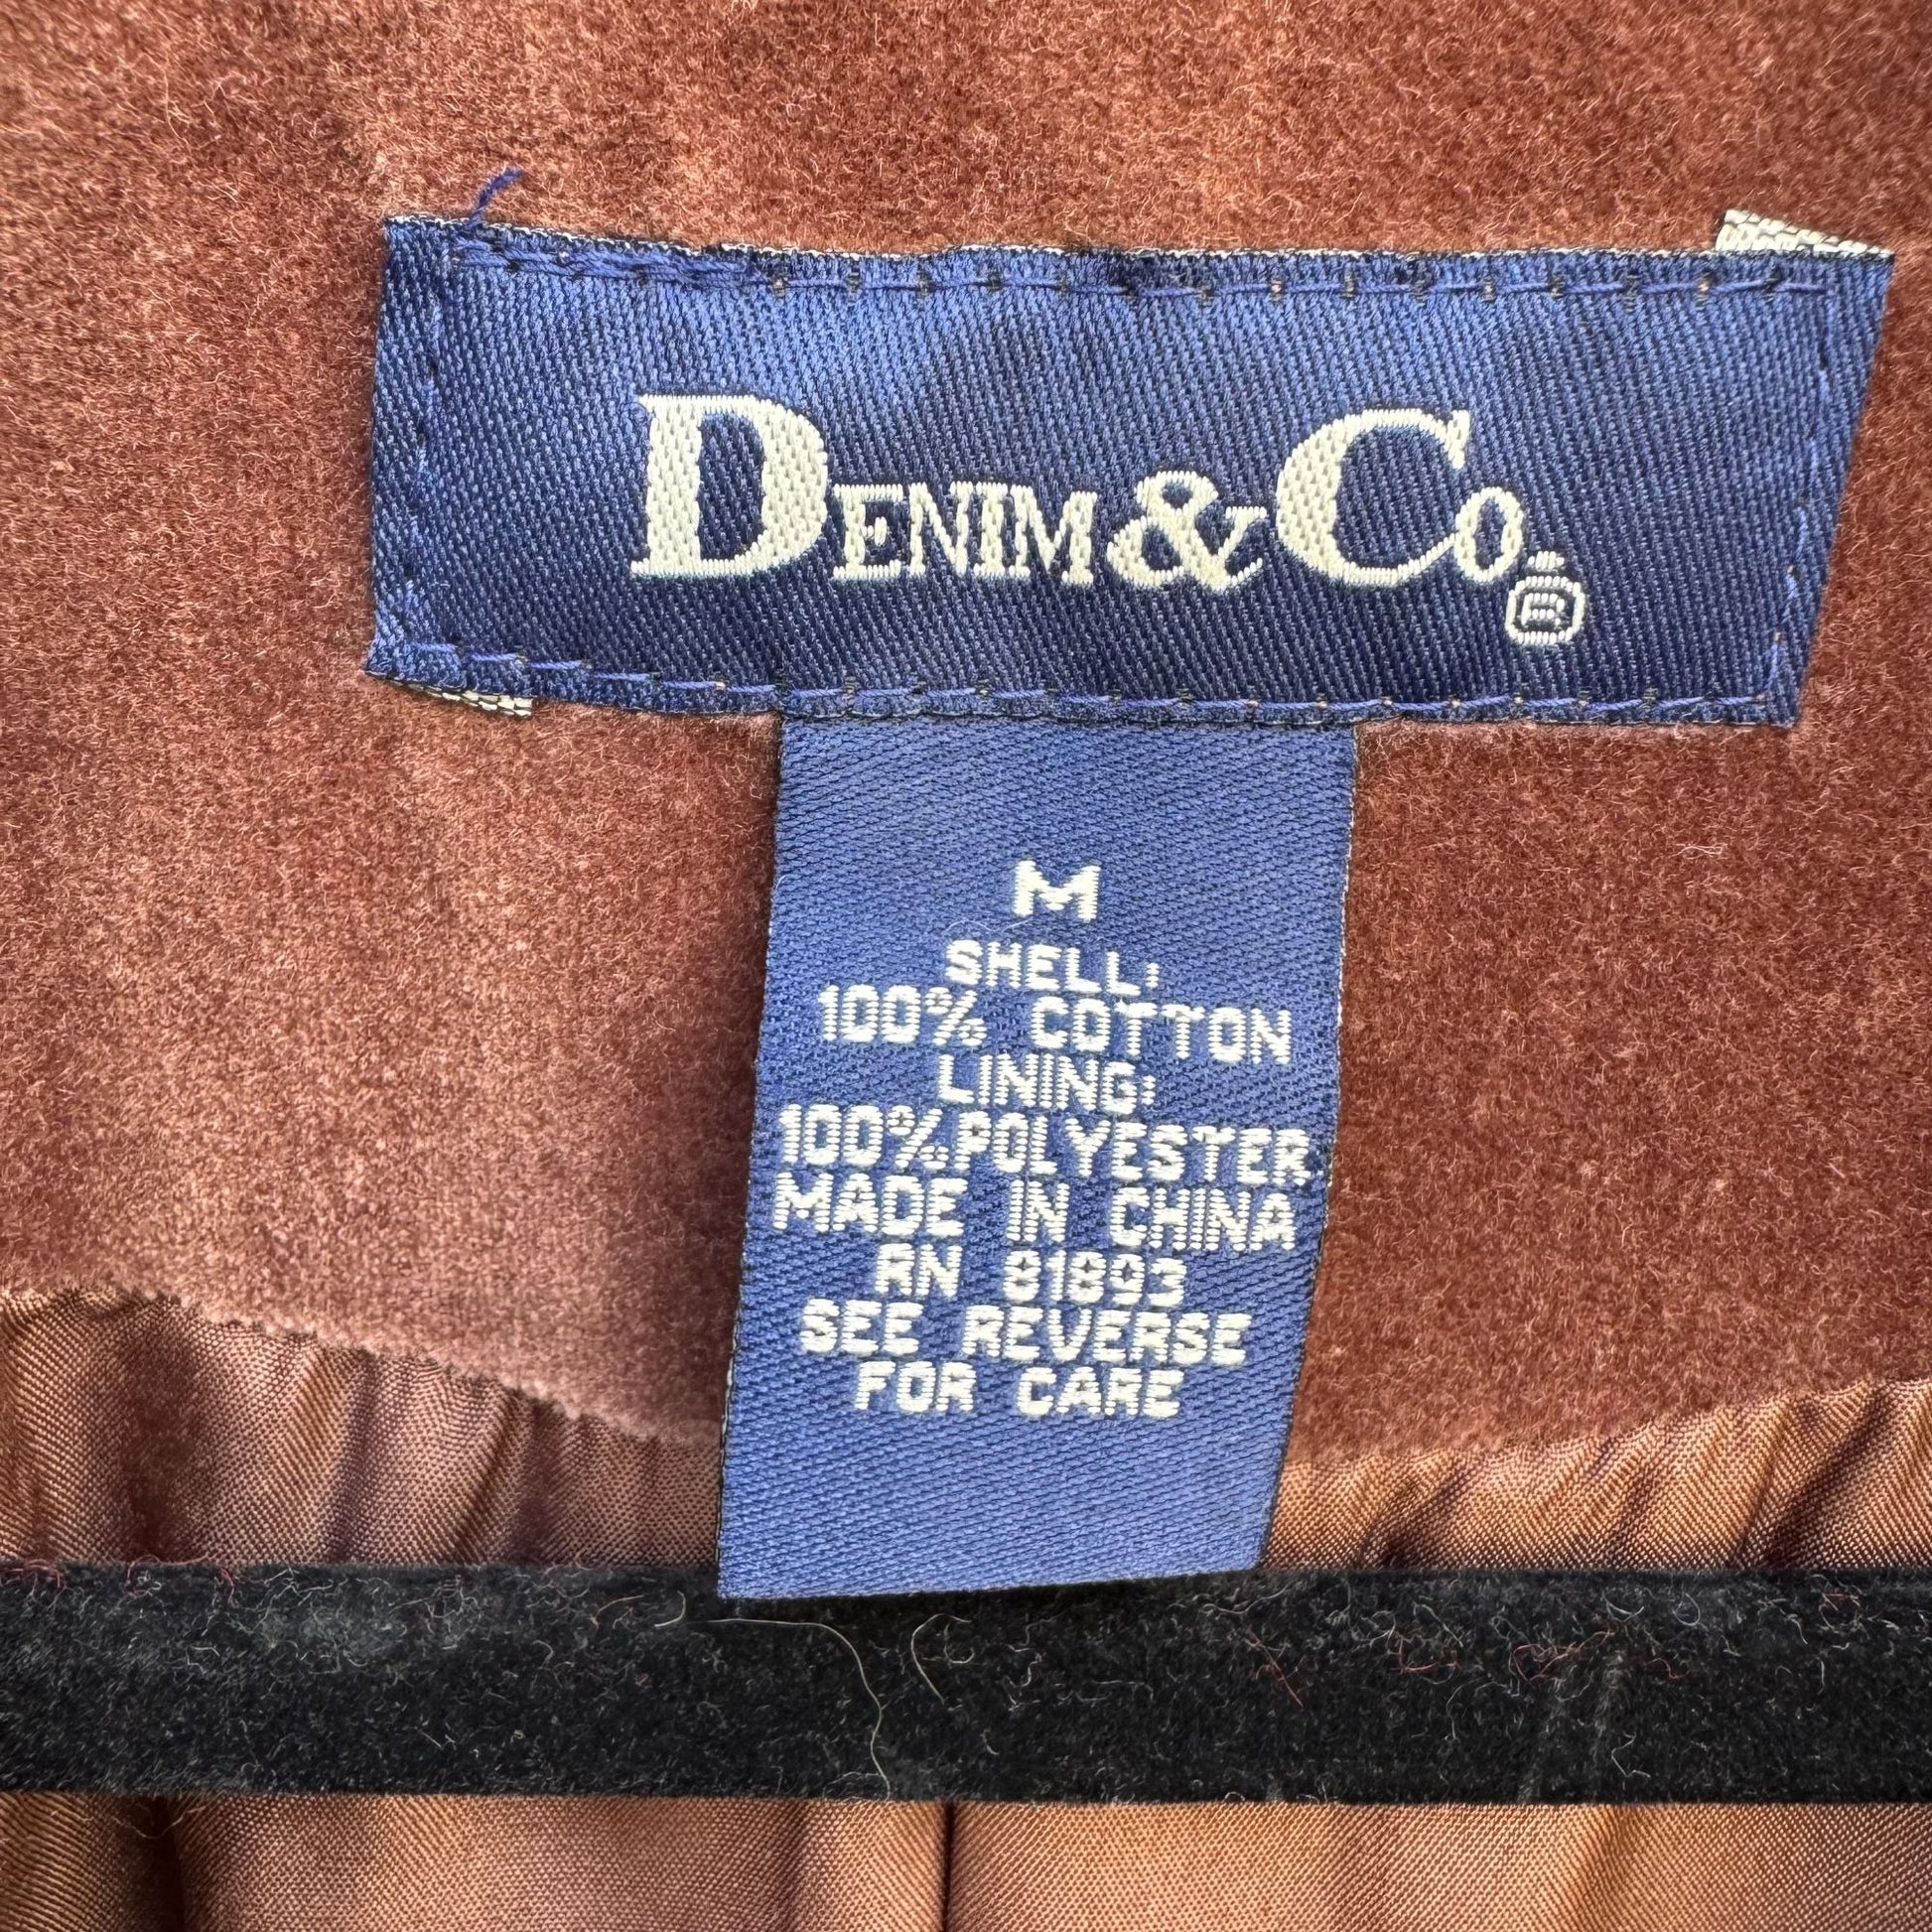 DENIM & CO.®
M
SHELL:
100% COTTON
LINING:
100% POLYESTER
MADE IN CHINA
RN 81893
SEE REVERSE
FOR CARE